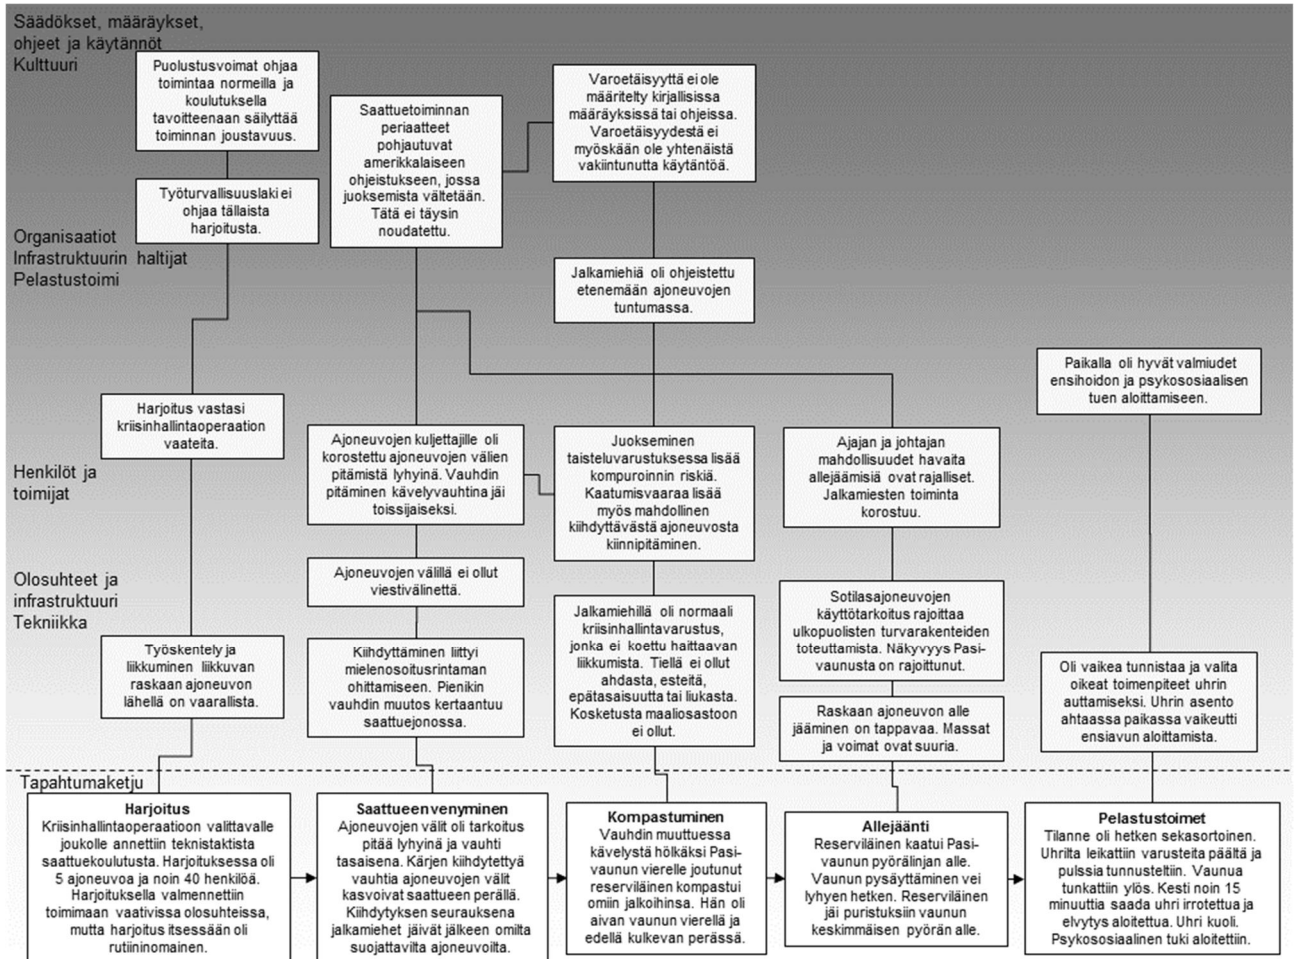 Säädökset, määräykset,
ohjeet ja käytännöt
Kulttuuri
Puolustusvoimat ohjaa
toimintaa normeilla ja
koulutuksella
tavoitteenaan säilyttää
toiminnan joustavuus.
Työturvallisuuslaki ei
ohjaa tällaista
harjoitusta.
Saattuetoiminnan
periaatteet
pohjautuvat
amerikkalaiseen
ohjeistukseen, jossa
juoksemista vältetään.
Tätä ei täysin
noudatettu.
Varoetäisyyttä ei ole
määritelty kirjallisissa
määräyksissä tai ohjeissa.
Varoetäisyydestä ei
myöskään ole yhtenäistä
vakiintunutta käytäntöä.
Organisaatiot
Infrastruktuurin haltijat
Pelastustoimi
Jalkamiehiä oli ohjeistettu
etenemään ajoneuvojen
tuntumassa.
Paikalla oli hyvät valmiudet
ensihoidon ja psykososiaalisen
tuen aloittamiseen.
Henkilöt ja
toimijat
Harjoitus vastasi
kriisinhallintaoperaation
vaateita.
Ajoneuvojen kuljettajille oli
korostettu ajoneuvojen välien
pitämistä lyhyinä. Vauhdin
pitäminen kävelyvauhtina jäi
toissijaiseksi.
Juokseminen
taisteluvarustuksessa lisää
kompuroinnin riskiä.
Kaatumisvaaraa lisää
myös mahdollinen
kiihdyttävästä ajoneuvosta
kiinnipitäminen.
Ajajan ja johtajan
mahdollisuudet havaita
allejäämisiä ovat rajalliset.
Jalkamiesten toiminta
korostuu.
Olosuhteet ja
infrastruktuuri
Tekniikka
Työskentely ja
liikkuminen liikkuvan
raskaan ajoneuvon
lähellä on vaarallista.
Ajoneuvojen välillä ei ollut
viestivälinettä.
Kiihdyttäminen liittyi
mielenosoitusrintaman
ohittamiseen. Pienikin
vauhdin muutos kertaantuu
saattuejonossa.
Jalkamiehillä oli normaali
kriisinhallintavarustus,
jonka ei koettu haittaavan
liikkumista. Tiellä ei ollut
ahdasta, esteitä,
epätasaisuutta tai liukasta.
Kosketusta maaliosastoon
ei ollut.
Sotilasajoneuvojen
käyttötarkoitus rajoittaa
ulkopuolisten turvarakenteiden
toteuttamista. Näkyvyys Pasi-
vaunusta on rajoittunut.
Raskaan ajoneuvon alle
jääminen on tappavaa. Massat
ja voimat ovat suuria.
Oli vaikea tunnistaa ja valita
oikeat toimenpiteet uhrin
auttamiseksi. Uhrin asento
ahtaassa paikassa vaikeutti
ensiavun aloittamista.
Tapahtumaketju
Harjoitus
Kriisinhallintaoperaatioon valittavalle
joukolle annettiin teknistaktista
saattuekoulutusta. Harjoituksessa oli
5 ajoneuvoa ja noin 40 henkilöä.
Harjoituksella valmennettiin
toimimaan vaativissa olosuhteissa,
mutta harjoitus itsessään oli
rutiininomainen.
Saattueen venyminen
Ajoneuvojen välit oli tarkoitus
pitää lyhyinä ja vauhti
tasaisena. Kärjen kiihdytettyä
vauhtia ajoneuvojen välit
kasvoivat saattueen perällä.
Kiihdytyksen seurauksena
jalkamiehet jäivät jälkeen omilta
suojattavilta ajoneuvoilta.
Kompastuminen
Vauhdin muuttuessa
kävelystä hölkäksi Pasi-
vaunun vierelle joutunut
reserviläinen kompastui
omiin jalkoihinsa. Hän oli
aivan vaunun vierellä ja
edellä kulkevan perässä.
Allejäänti
Reserviläinen kaatui Pasi-
vaunun pyörälinjan alle.
Vaunun pysäyttäminen vei
lyhyen hetken. Reserviläinen
jäi puristuksiin vaunun
keskimmäisen pyörän alle.
Pelastustoimet
Tilanne oli hetken sekasortoinen.
Uhrilta leikattiin varusteita päältä ja
pulssia tunnusteltiin. Vaunua
tunkattiin ylös. Kesti noin 15
minuuttia saada uhri irrotettua ja
elvytys aloitettua. Uhri kuoli.
Psykososiaalinen tuki aloitettiin.